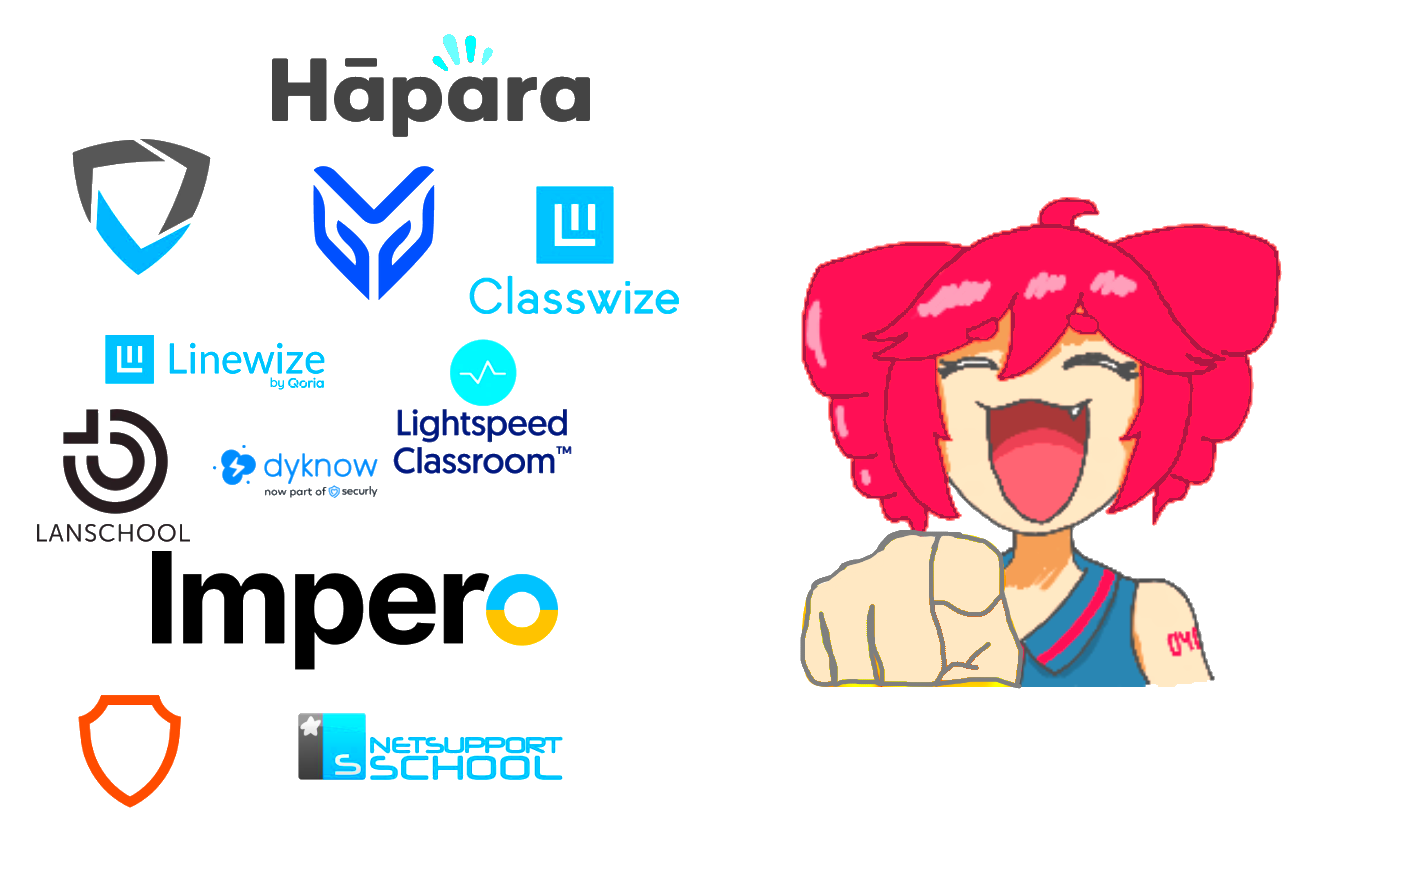 Hāpara
Classwize
Linewize
by Qoria
Lightspeed
Classroom™
dyknow
now part of securly
LANSCHOOL
Impero
S NETSUPPORT
SCHOOL